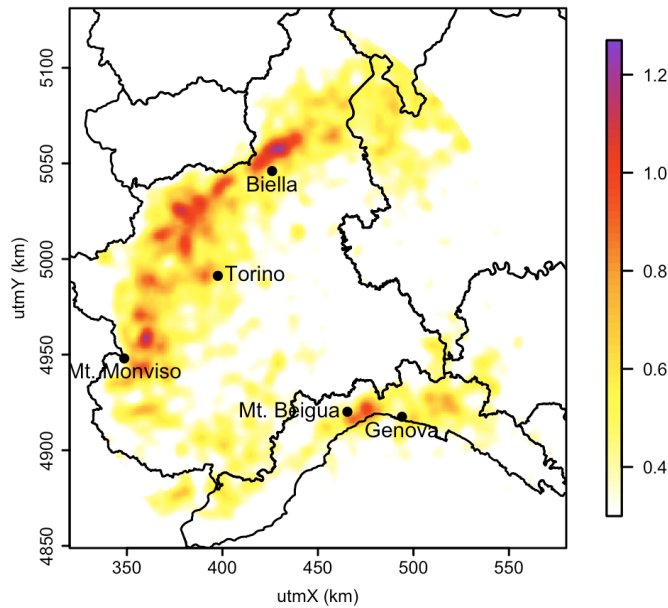 5100
5050
5000
4950
4900
4850
utmY (km)
Biella
Torino
Mt. Monviso
Mt. Beigua
Genova
350
400
450
500
550
utmX (km)
1.2
1.0
0.8
0.6
0.4